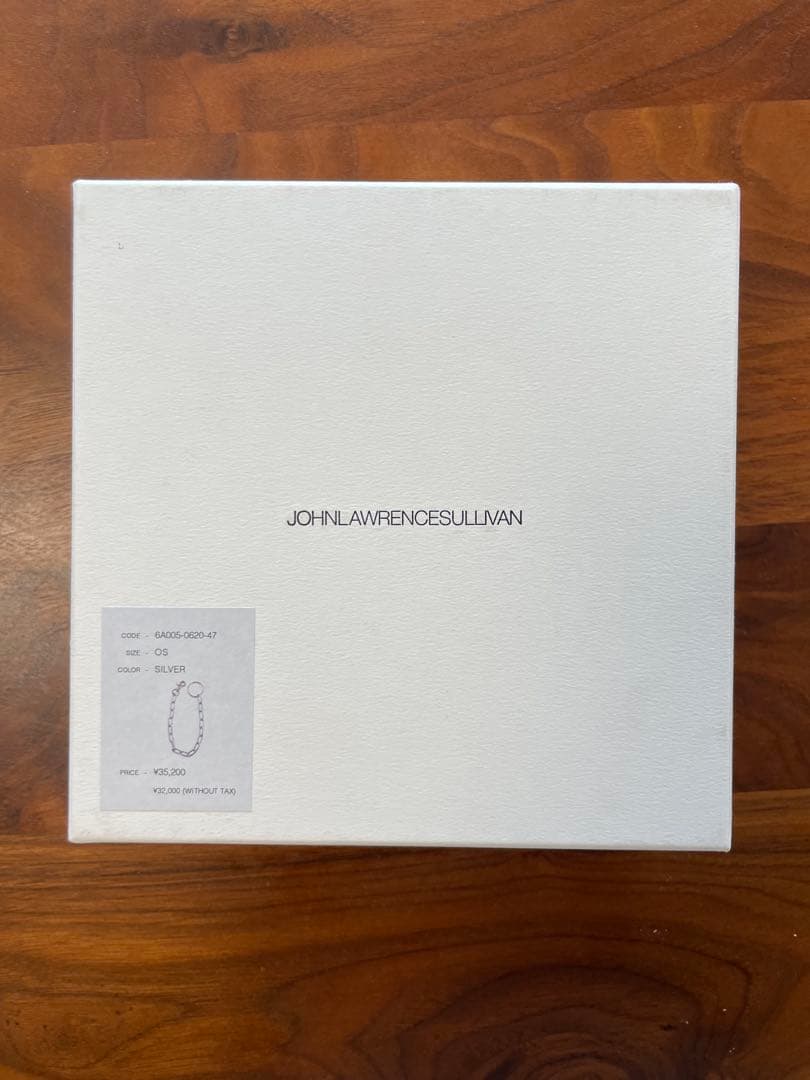 JOHNLAWRENCESULLIVAN
CODE - 6A005-0620-47
SIZE - OS
COLOR - SILVER
PRICE - ¥35,200
¥32,000 (WITHOUT TAX)